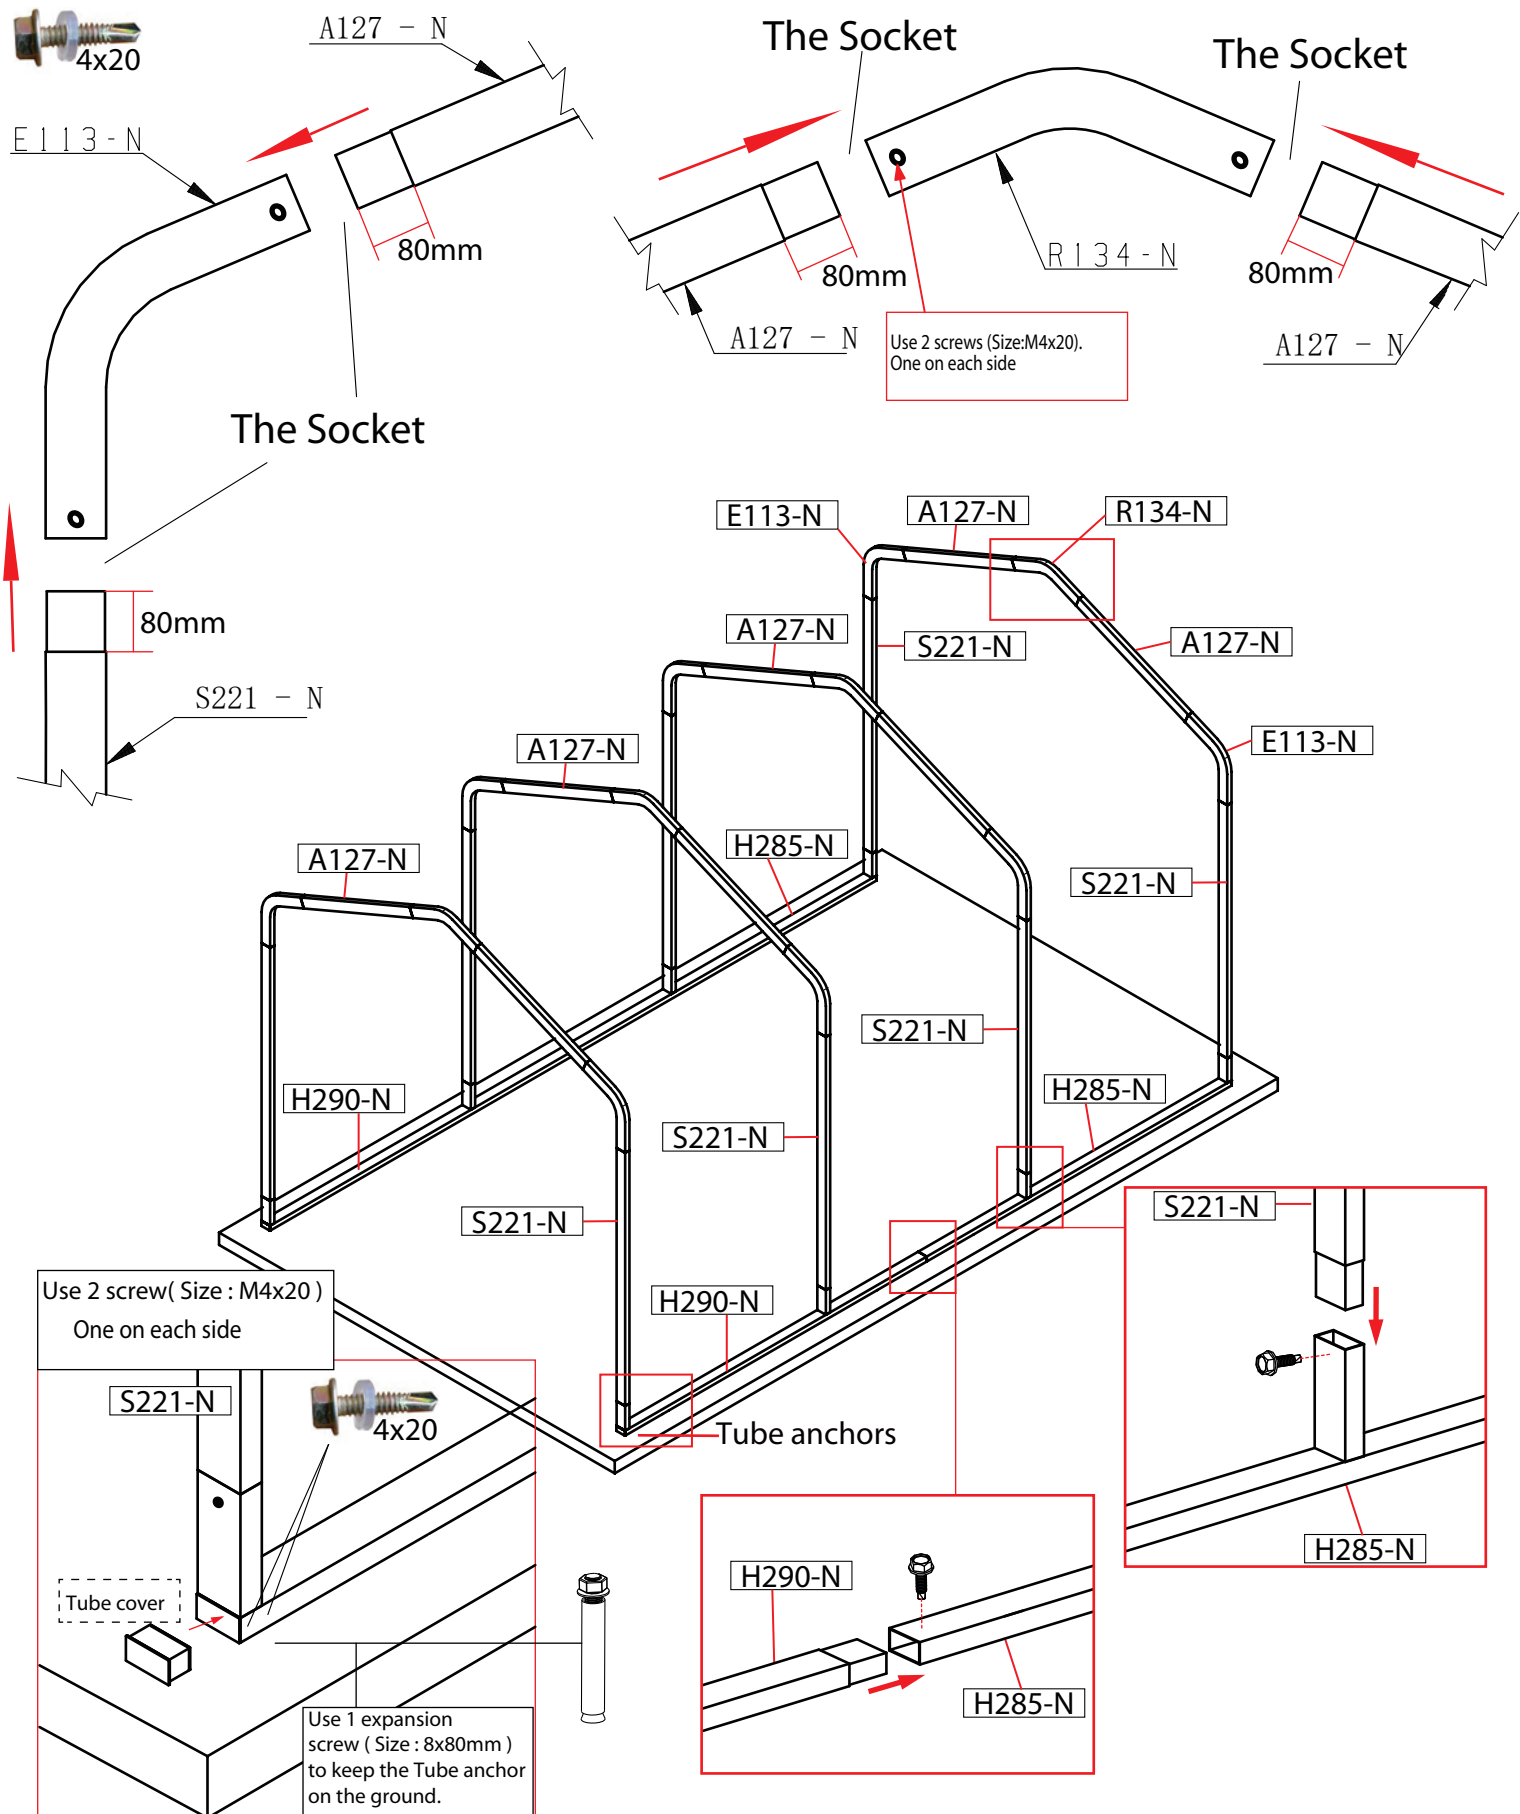 4x20
A127 - N
The Socket
The Socket
E113-N
80mm
80mm
R134-N
80mm
A127 - N
Use 2 screws (Size:M4x20).
One on each side
A127 - N
The Socket
80mm
S221 - N
E113-N
A127-N
R134-N
A127-N
S221-N
A127-N
A127-N
E113-N
A127-N
H285-N
S221-N
S221-N
H290-N
H285-N
S221-N
S221-N
S221-N
H290-N
Use 2 screw( Size : M4x20 )
One on each side
S221-N
4x20
Tube anchors
H285-N
H290-N
H285-N
Tube cover
Use 1 expansion
screw ( Size : 8x80mm )
to keep the Tube anchor
on the ground.